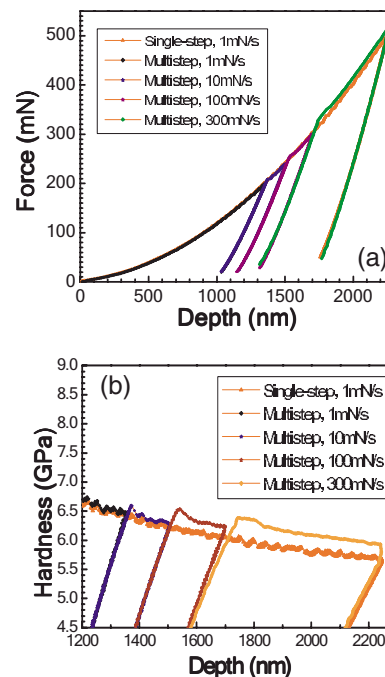 500
400
300
200
100
0
Force (mN)
Single-step, 1mN/s
Multistep, 1mN/s
Multistep, 10mN/s
Multistep, 100mN/s
Multistep, 300mN/s
(a)
0 500 1000 1500 2000
Depth (nm)
9.0
8.5
8.0
7.5
7.0
6.5
6.0
5.5
5.0
4.5
Hardness (GPa)
(b)
Single-step, 1mN/s
Multistep, 1mN/s
Multistep, 10mN/s
Multistep, 100mN/s
Multistep, 300mN/s
1200 1400 1600 1800 2000 2200
Depth (nm)